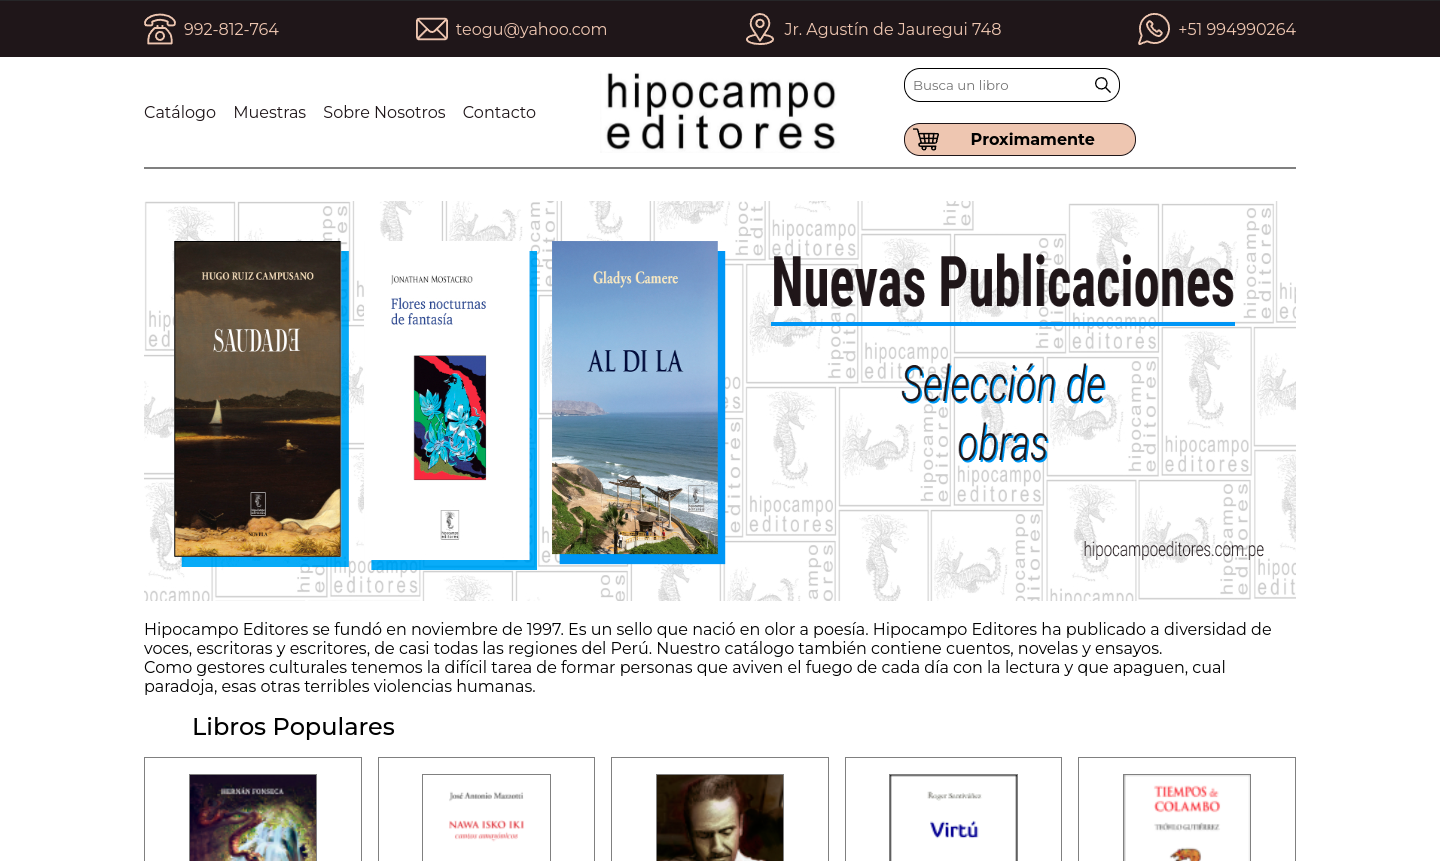 992-812-764
teogu@yahoo.com
Jr. Agustín de Jauregui 748
+51 994990264
Catálogo Muestras Sobre Nosotros Contacto
hipocampo
editores
Busca un libro
Proximamente
HUGO RUIZ CAMPUSANO
SAUDADE
NOVELA
JONATHAN MOSTACERO
Flores nocturnas
de fantasía
hipocampo
editores
Gladys Camere
AL DI LA
Nuevas Publicaciones
Selección de
obras
hipocampoeditores.com.pe
Hipocampo Editores se fundó en noviembre de 1997. Es un sello que nació en olor a poesía. Hipocampo Editores ha publicado a diversidad de
voces, escritoras y escritores, de casi todas las regiones del Perú. Nuestro catálogo también contiene cuentos, novelas y ensayos.
Como gestores culturales tenemos la difícil tarea de formar personas que aviven el fuego de cada día con la lectura y que apaguen, cual
paradoja, esas otras terribles violencias humanas.
Libros Populares
HERNÁN FONSECA
José Antonio Mazzotti
NAWA ISKO IKI
cantos amazónicos
Roger Santiváñez
Virtú
TIEMPOS de
COLAMBO
TEÓFILO GUTIÉRREZ